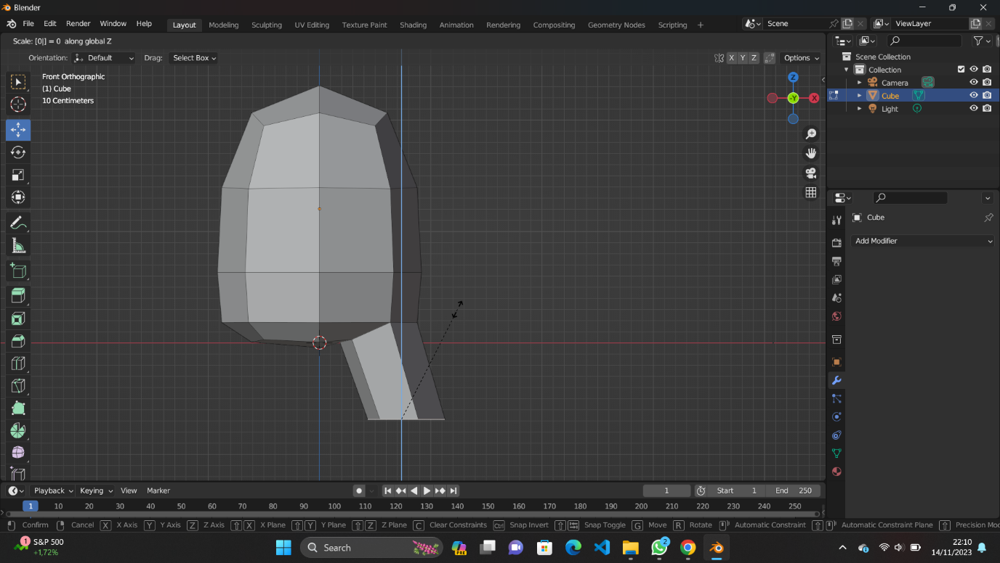 Blender
File Edit Render Window Help Layout Modeling Sculpting UV Editing Texture Paint Shading Animation Rendering Compositing Geometry Nodes Scripting + Scene ViewLayer
Scale: [0|] = 0 along global Z
Orientation: Default Drag: Select Box X Y Z Options
Front Orthographic
(1) Cube
10 Centimeters
Z
-Y
X
Scene Collection
Collection
Camera
Cube
Light
Cube
Add Modifier
Playback Keying View Marker 1 Start 1 End 250
1 10 20 30 40 50 60 70 80 90 100 110 120 130 140 150 160 170 180 190 200 210 220 230 240 250
Confirm Cancel X X Axis Y Y Axis Z Z Axis X X Plane Y Y Plane Z Z Plane C Clear Constraints Ctrl Snap Invert Snap Toggle G Move R Rotate Automatic Constraint Automatic Constraint Plane Precision Mo
1 S&P 500
+1,72%
Search
PRE
2
22:10
14/11/2023